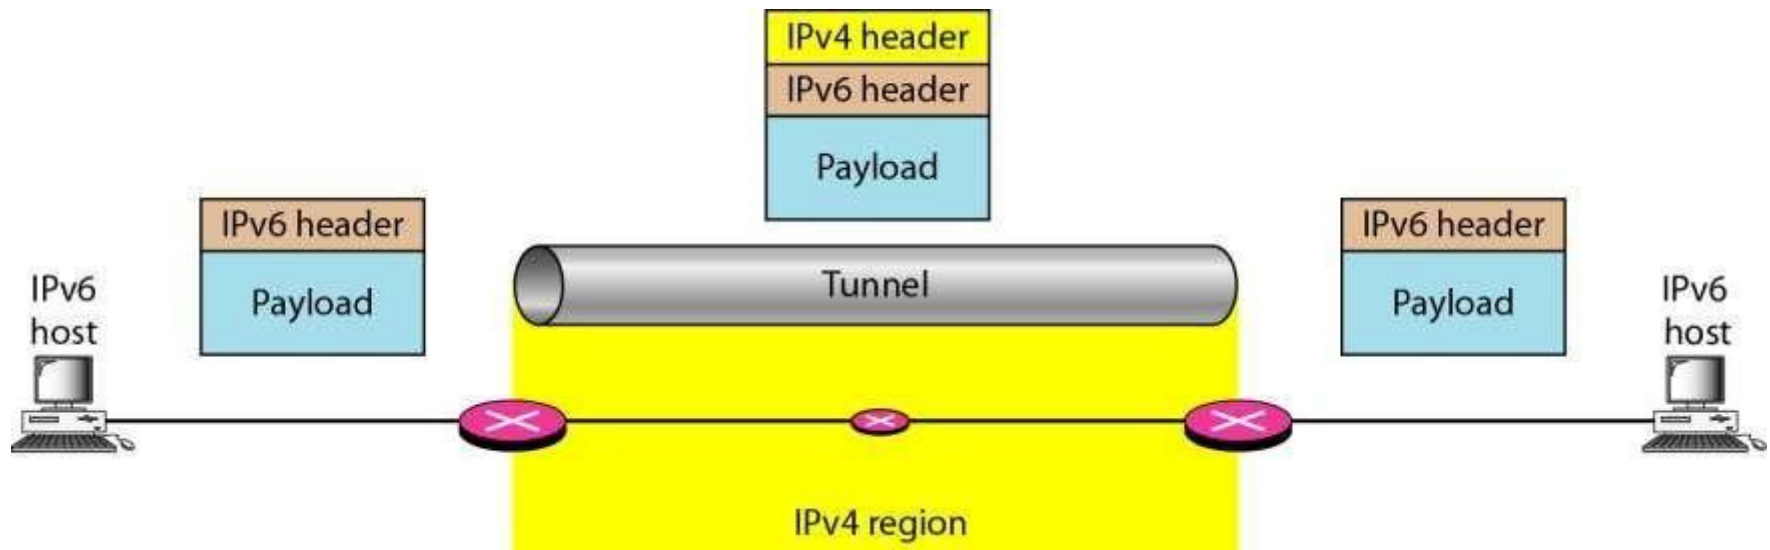 IPv4 header
IPv6 header
Payload
IPv6 header
Payload
IPv6 header
Payload
Tunnel
IPv6
host
IPv6
host
IPv4 region